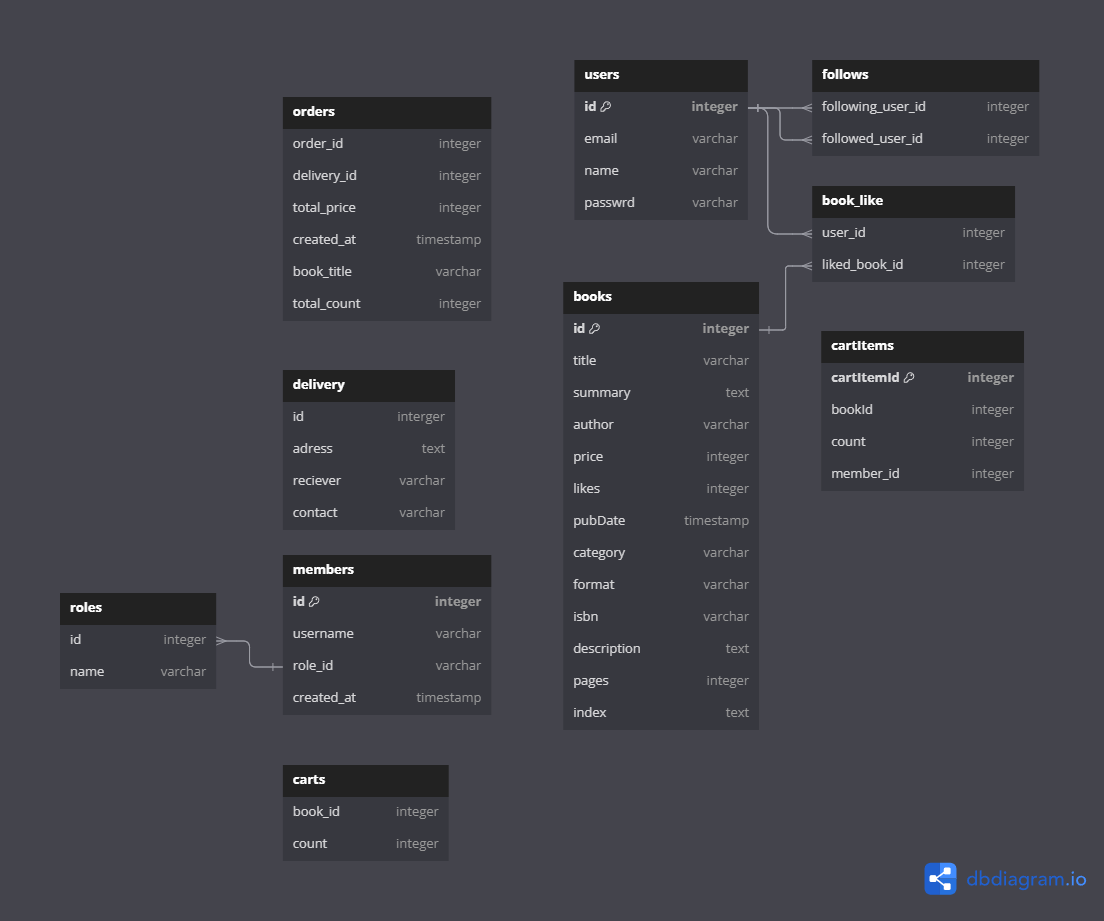 orders
order_id integer
delivery_id integer
total_price integer
created_at timestamp
book_title varchar
total_count integer
delivery
id interger
adress text
reciever varchar
contact varchar
roles
id integer
name varchar
members
id integer
username varchar
role_id varchar
created_at timestamp
carts
book_id integer
count integer
users
id integer
email varchar
name varchar
passwrd varchar
books
id integer
title varchar
summary text
author varchar
price integer
likes integer
pubDate timestamp
category varchar
format varchar
isbn varchar
description text
pages integer
index text
follows
following_user_id integer
followed_user_id integer
book_like
user_id integer
liked_book_id integer
cartItems
cartItemId integer
bookId integer
count integer
member_id integer
dbdiagram.io